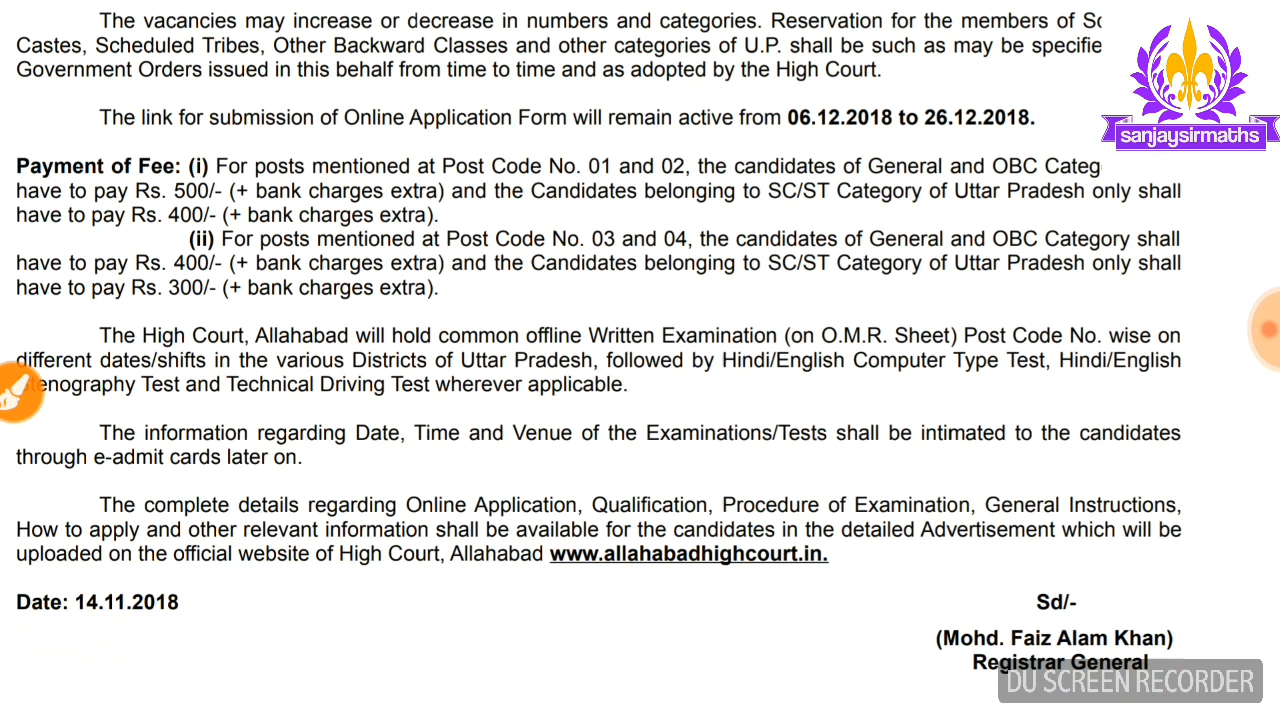 The vacancies may increase or decrease in numbers and categories. Reservation for the members of
Castes, Scheduled Tribes, Other Backward Classes and other categories of U.P. shall be such as may be
Government Orders issued in this behalf from time to time and as adopted by the High Court.
The link for submission of Online Application Form will remain active from 06.12.2018 to 26.12.2018.
sanjaysirmaths
Payment of Fee: (i) For posts mentioned at Post Code No. 01 and 02, the candidates of General and OBC
have to pay Rs. 500/- (+ bank charges extra) and the Candidates belonging to SC/ST Category of Uttar Pradesh only shall
have to pay Rs. 400/- (+ bank charges extra).
(ii) For posts mentioned at Post Code No. 03 and 04, the candidates of General and OBC Category shall
have to pay Rs. 400/- (+ bank charges extra) and the Candidates belonging to SC/ST Category of Uttar Pradesh only shall
have to pay Rs. 300/- (+ bank charges extra).
The High Court, Allahabad will hold common offline Written Examination (on O.M.R. Sheet) Post Code No. wise on
different dates/shifts in the various Districts of Uttar Pradesh, followed by Hindi/English Computer Type Test, Hindi/English
Test and Technical Driving Test wherever applicable.
The information regarding Date, Time and Venue of the Examinations/Tests shall be intimated to the candidates
through e-admit cards later on.
The complete details regarding Online Application, Qualification, Procedure of Examination, General Instructions,
How to apply and other relevant information shall be available for the candidates in the detailed Advertisement which will be
uploaded on the official website of High Court, Allahabad www.allahabadhighcourt.in.
Date: 14.11.2018 Sd/-
(Mohd. Faiz Alam Khan)
Registrar General
DU SCREEN RECORDER